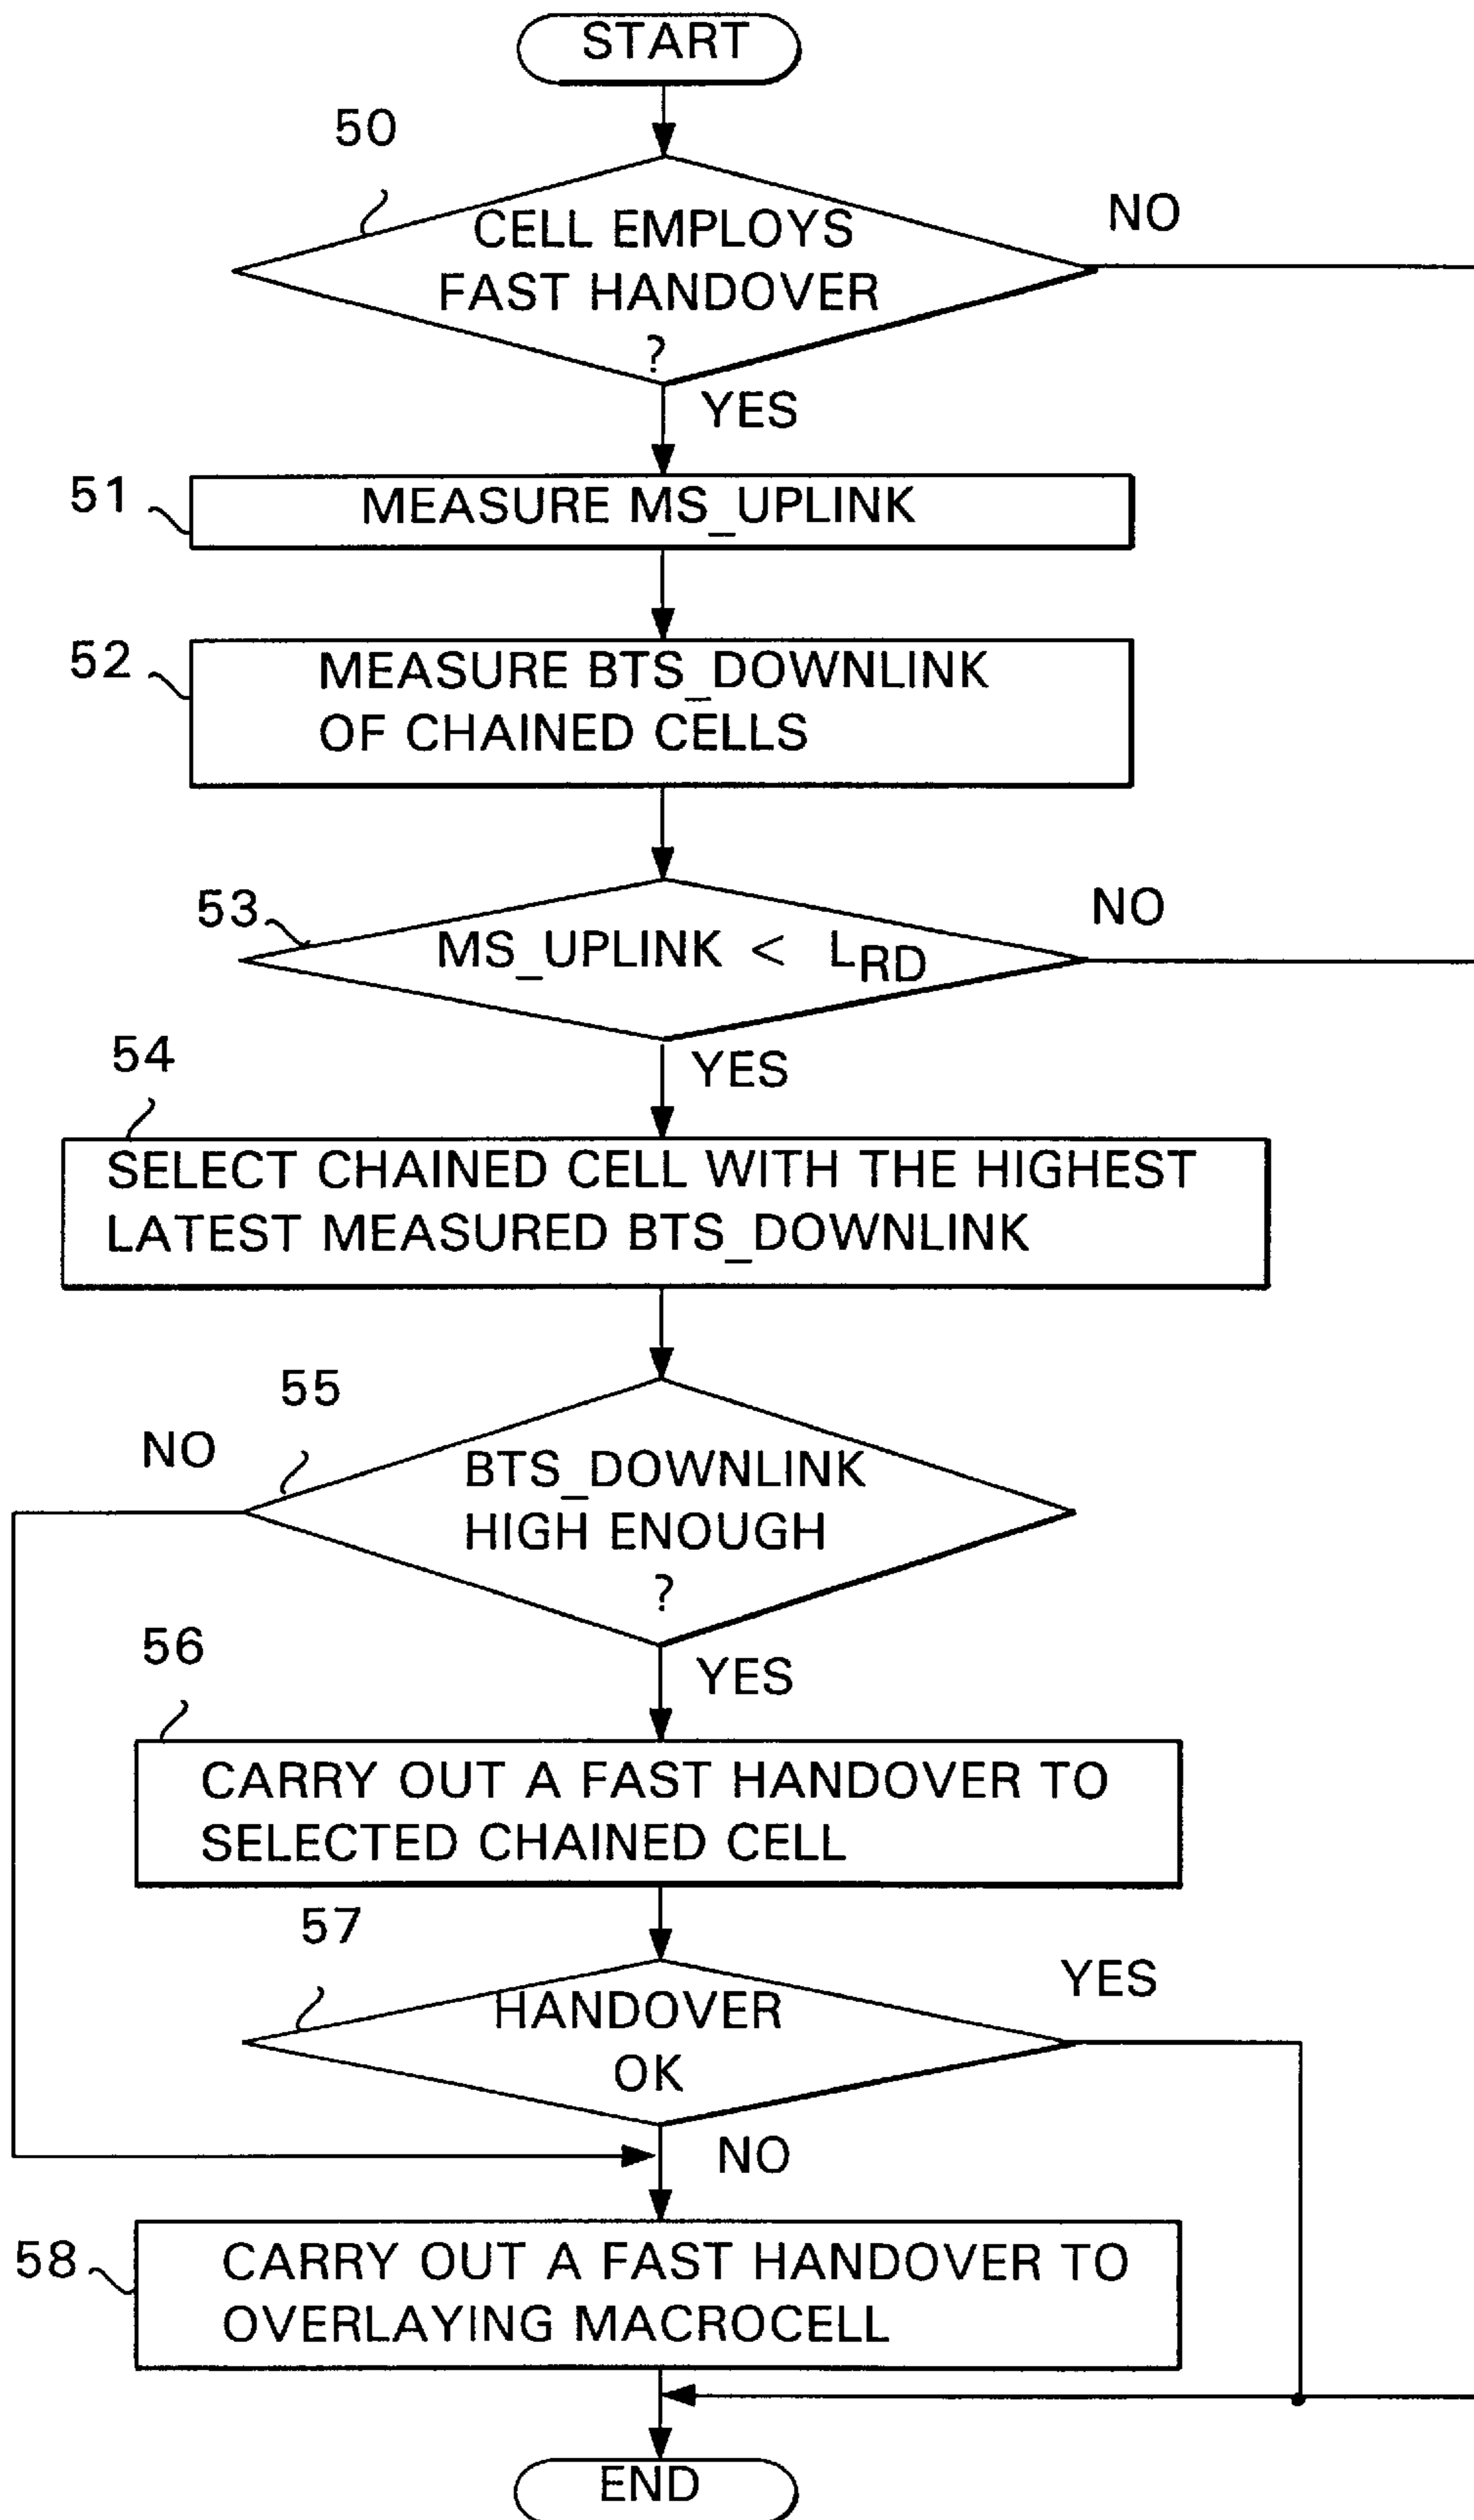 START
50
CELL EMPLOYS
FAST HANDOVER
?
NO
YES
51
MEASURE MS_UPLINK
52
MEASURE BTS_DOWNLINK
OF CHAINED CELLS
53
MS_UPLINK < LRD
NO
YES
54
SELECT CHAINED CELL WITH THE HIGHEST
LATEST MEASURED BTS_DOWNLINK
55
NO
BTS_DOWNLINK
HIGH ENOUGH
?
YES
56
CARRY OUT A FAST HANDOVER TO
SELECTED CHAINED CELL
57
HANDOVER
OK
YES
NO
58
CARRY OUT A FAST HANDOVER TO
OVERLAYING MACROCELL
END